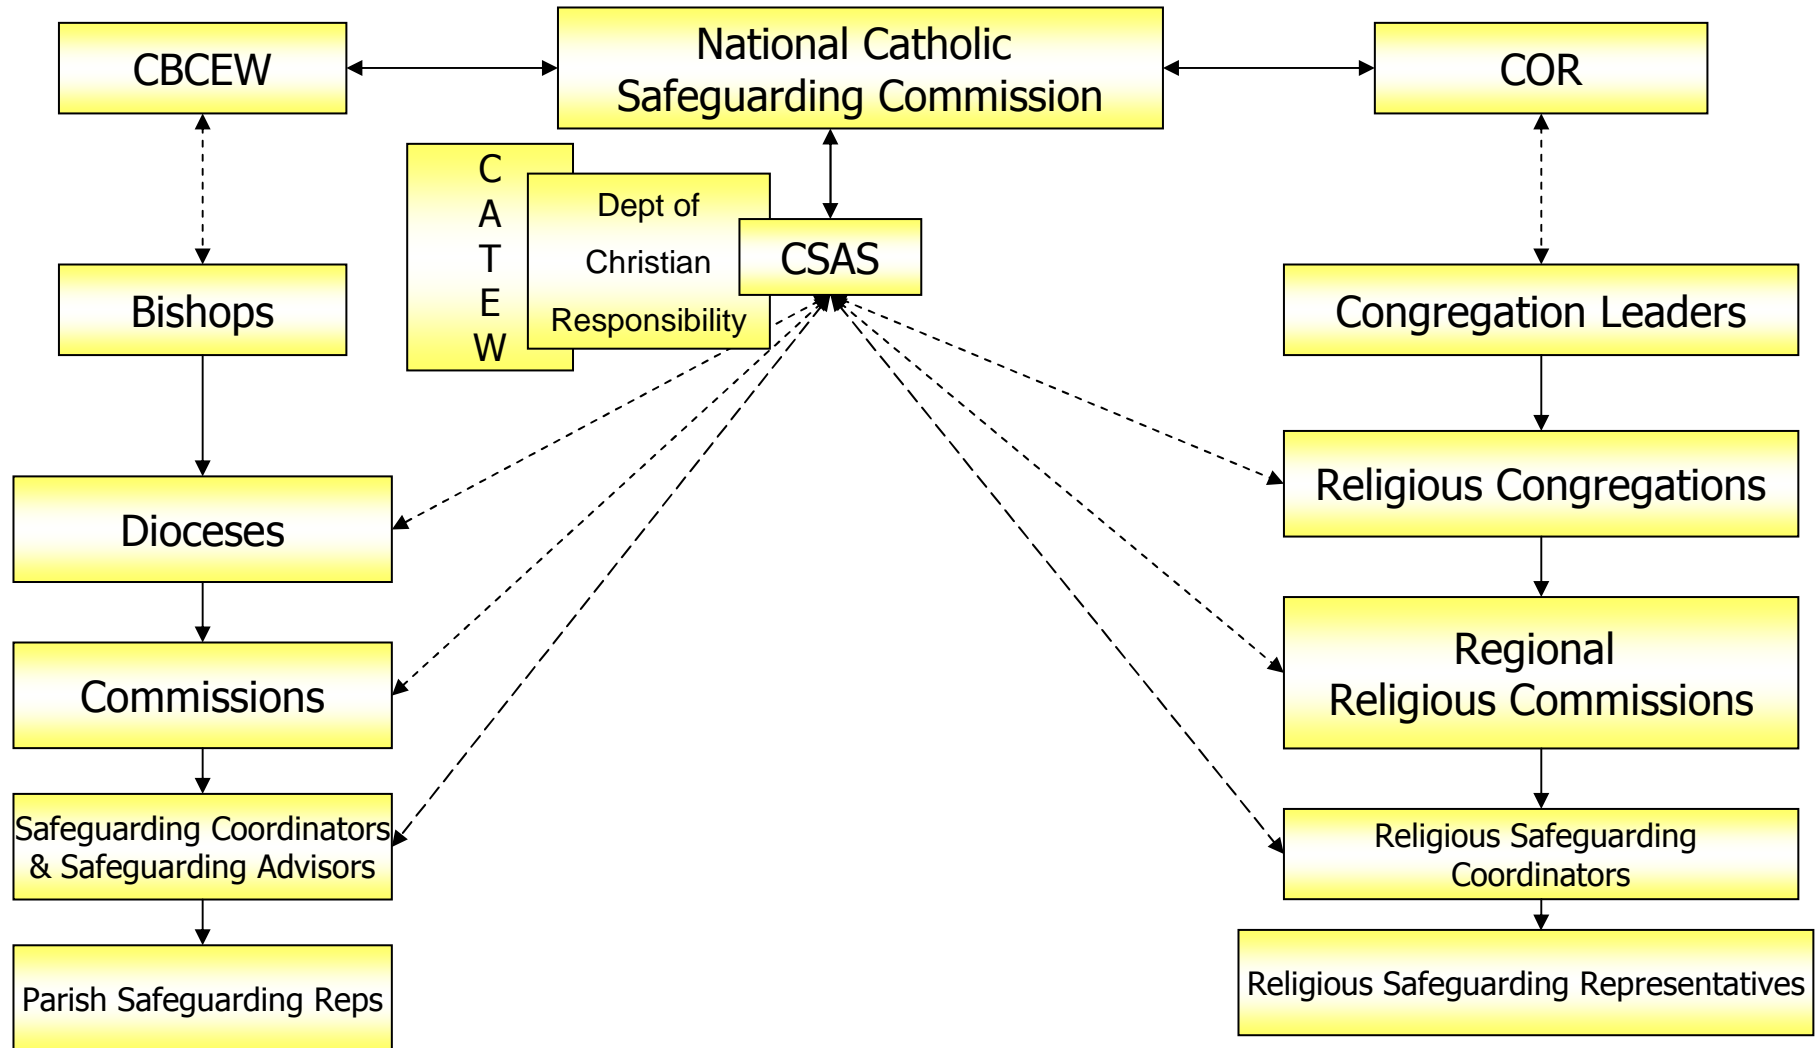 CBCEW
National Catholic
Safeguarding Commission
COR
C
A
T
E
W
Dept of
Christian
Responsibility
CSAS
Bishops
Congregation Leaders
Dioceses
Religious Congregations
Commissions
Regional
Religious Commissions
Safeguarding Coordinators
& Safeguarding Advisors
Religious Safeguarding
Coordinators
Parish Safeguarding Reps
Religious Safeguarding Representatives